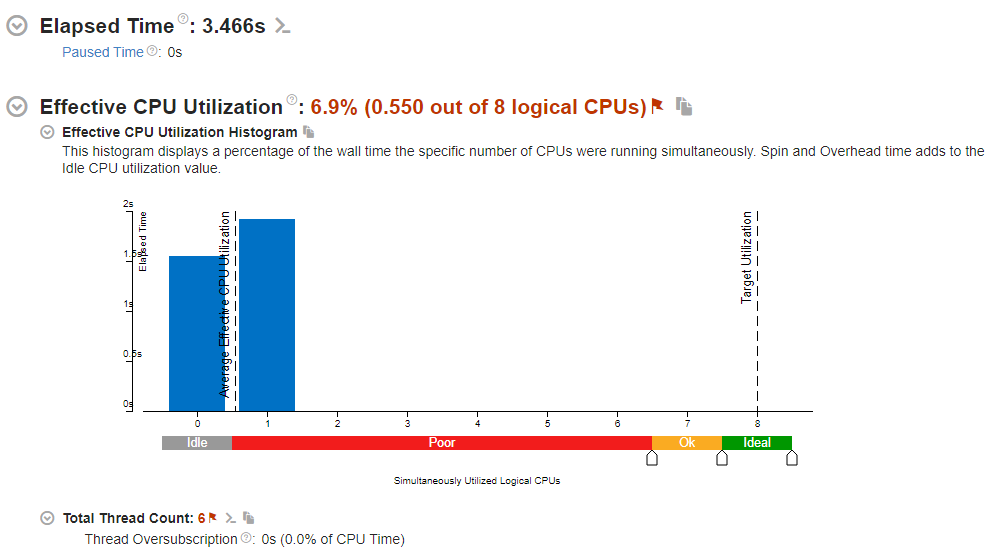 Elapsed Time ?: 3.466s
Paused Time ?: 0s
Effective CPU Utilization ?: 6.9% (0.550 out of 8 logical CPUs)
Effective CPU Utilization Histogram
This histogram displays a percentage of the wall time the specific number of CPUs were running simultaneously. Spin and Overhead time adds to the
Idle CPU utilization value.
2s
1.5s
1s
0.5s
0s
Elapsed Time
Average Effective CPU Utilization
Target Utilization
0 1 2 3 4 5 6 7 8
Idle Poor Ok Ideal
Simultaneously Utilized Logical CPUs
Total Thread Count: 6
Thread Oversubscription ?: 0s (0.0% of CPU Time)